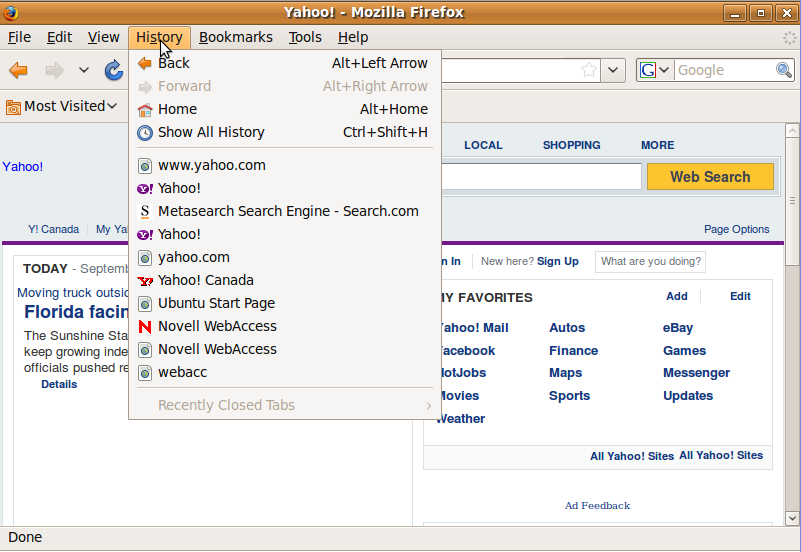 Yahoo! - Mozilla Firefox
File Edit View History Bookmarks Tools Help
Google
Most Visited
Back Alt+Left Arrow
Forward Alt+Right Arrow
Home Alt+Home
Show All History Ctrl+Shift+H
www.yahoo.com
Yahoo!
Metasearch Search Engine - Search.com
Yahoo!
yahoo.com
Yahoo! Canada
Ubuntu Start Page
Novell WebAccess
Novell WebAccess
webacc
Recently Closed Tabs
LOCAL SHOPPING MORE
Yahoo!
Web Search
Y! Canada My Ya
Page Options
TODAY - Septemb
Moving truck outsid
Florida facin
The Sunshine Sta
keep growing inde
officials pushed re
Details
n In New here? Sign Up What are you doing?
MY FAVORITES Add Edit
Yahoo! Mail Autos eBay
Facebook Finance Games
HotJobs Maps Messenger
Movies Sports Updates
Weather
All Yahoo! Sites All Yahoo! Sites
Ad Feedback
Done